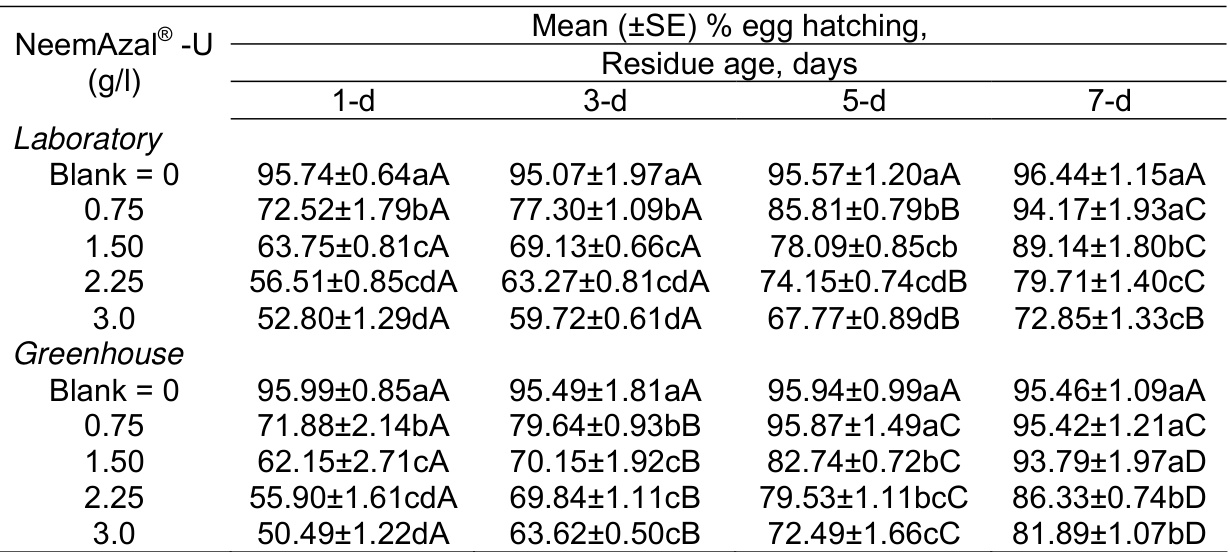 Mean (±SE) % egg hatching,
NeemAzal® -U
(g/l)
Residue age, days
1-d 3-d 5-d 7-d
Laboratory
Blank = 0 95.74±0.64aA 95.07±1.97aA 95.57±1.20aA 96.44±1.15aA
0.75 72.52±1.79bA 77.30±1.09bA 85.81±0.79bB 94.17±1.93aC
1.50 63.75±0.81cA 69.13±0.66cA 78.09±0.85cb 89.14±1.80bC
2.25 56.51±0.85cdA 63.27±0.81cdA 74.15±0.74cdB 79.71±1.40cC
3.0 52.80±1.29dA 59.72±0.61dA 67.77±0.89dB 72.85±1.33cB
Greenhouse
Blank = 0 95.99±0.85aA 95.49±1.81aA 95.94±0.99aA 95.46±1.09aA
0.75 71.88±2.14bA 79.64±0.93bB 95.87±1.49aC 95.42±1.21aC
1.50 62.15±2.71cA 70.15±1.92cB 82.74±0.72bC 93.79±1.97aD
2.25 55.90±1.61cdA 69.84±1.11cB 79.53±1.11bcC 86.33±0.74bD
3.0 50.49±1.22dA 63.62±0.50cB 72.49±1.66cC 81.89±1.07bD